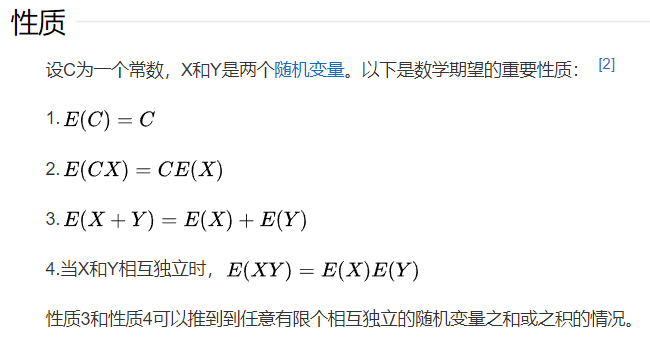 性质
设C为一个常数，X和Y是两个随机变量。以下是数学期望的重要性质： [2]
1. E(C) = C
2. E(CX) = CE(X)
3. E(X + Y) = E(X) + E(Y)
4.当X和Y相互独立时，E(XY) = E(X)E(Y)
性质3和性质4可以推到到任意有限个相互独立的随机变量之和或之积的情况。